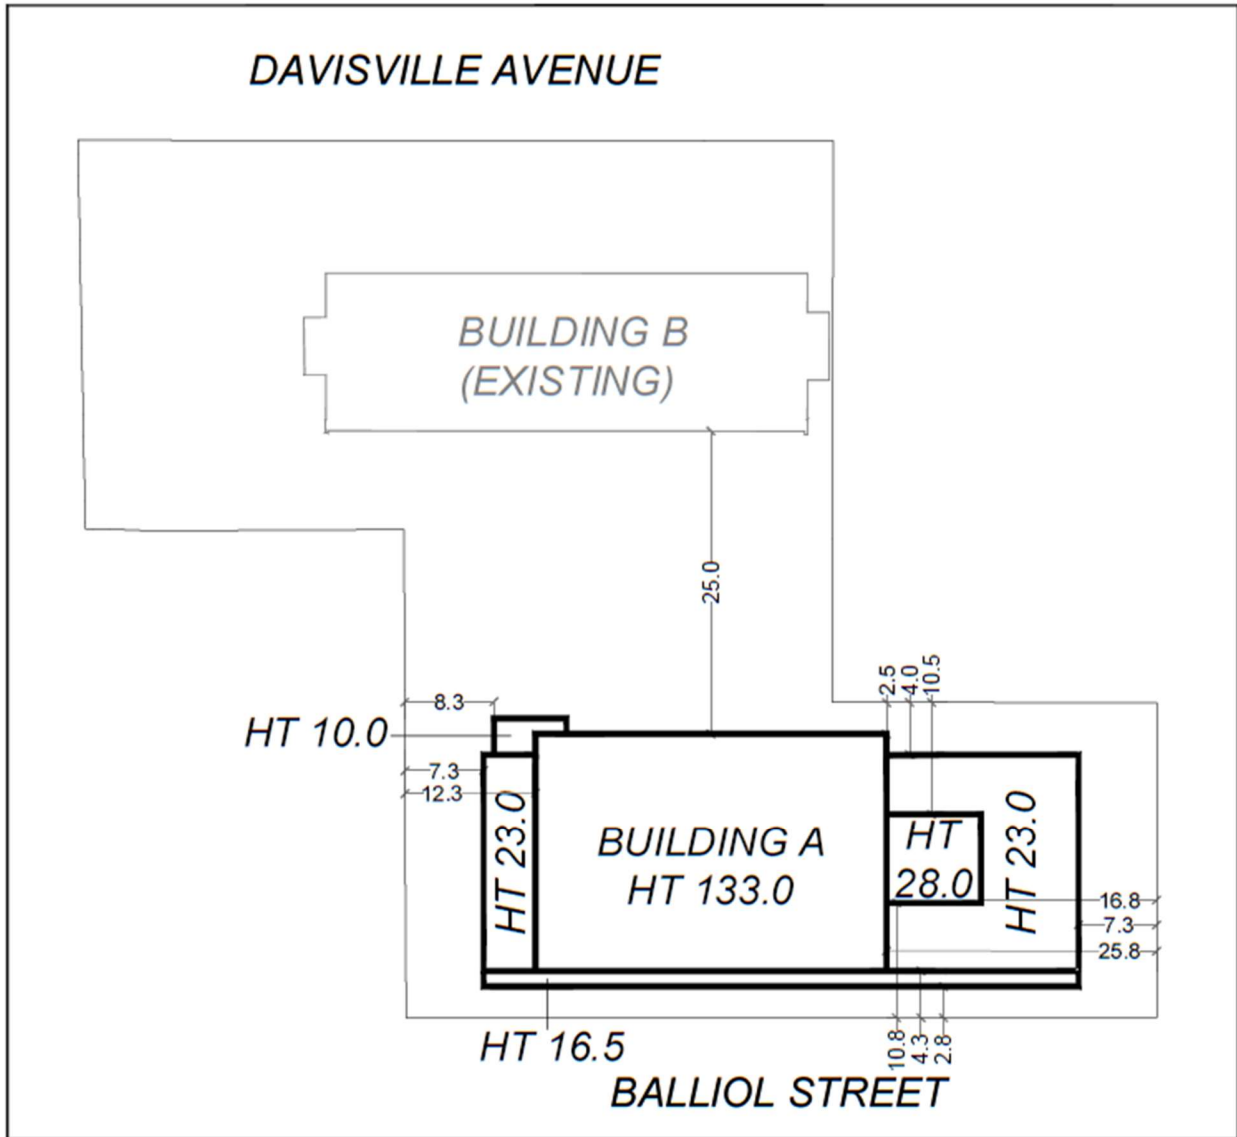 DAVISVILLE AVENUE
BUILDING B
(EXISTING)
25.0
2.5
4.0
10.5
8.3
HT 10.0
7.3
12.3
HT 23.0
BUILDING A
HT 133.0
HT
28.0
HT 23.0
16.8
7.3
25.8
HT 16.5
10.8
4.3
2.8
BALLIOL STREET